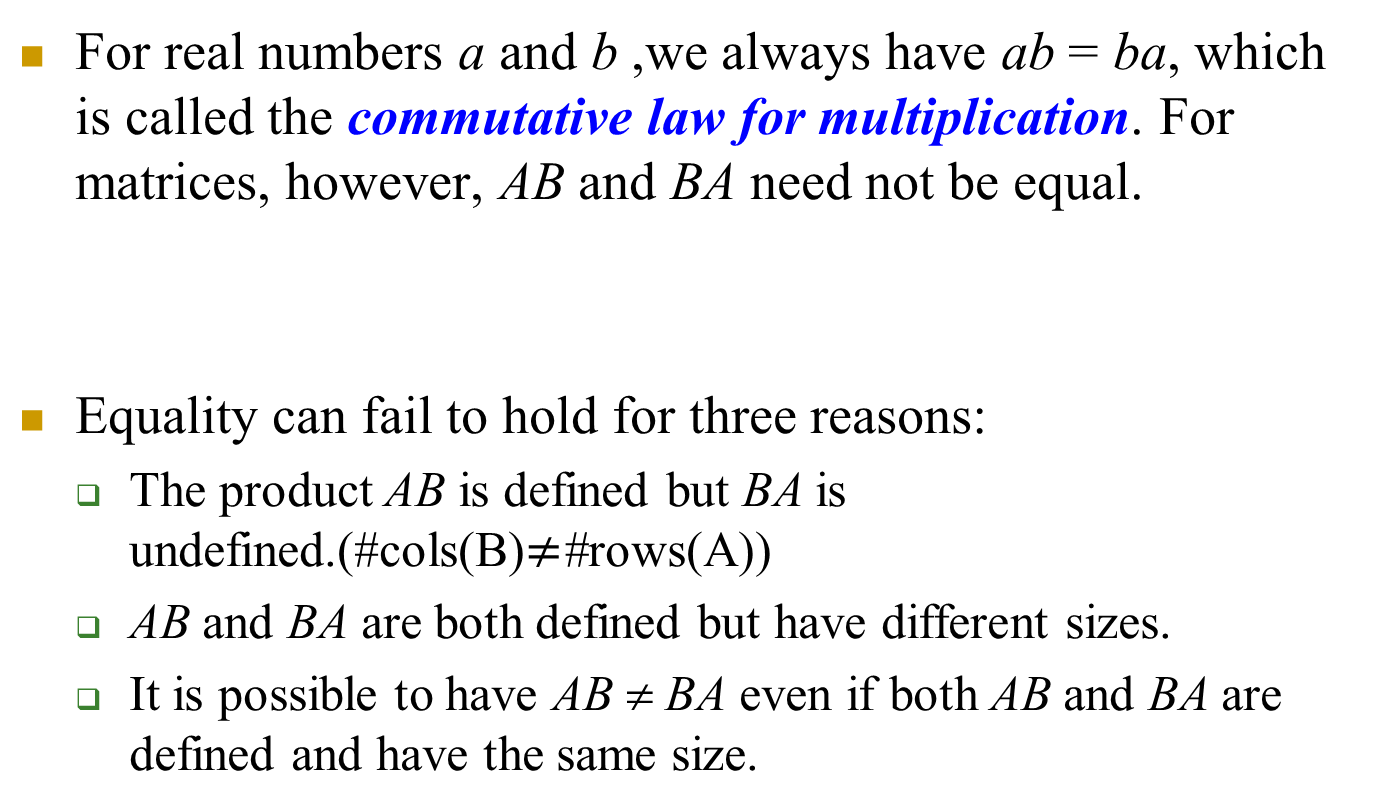 For real numbers a and b ,we always have ab = ba, which
is called the commutative law for multiplication. For
matrices, however, AB and BA need not be equal.
Equality can fail to hold for three reasons:
The product AB is defined but BA is
undefined.(#cols(B)≠#rows(A))
AB and BA are both defined but have different sizes.
It is possible to have AB ≠ BA even if both AB and BA are
defined and have the same size.